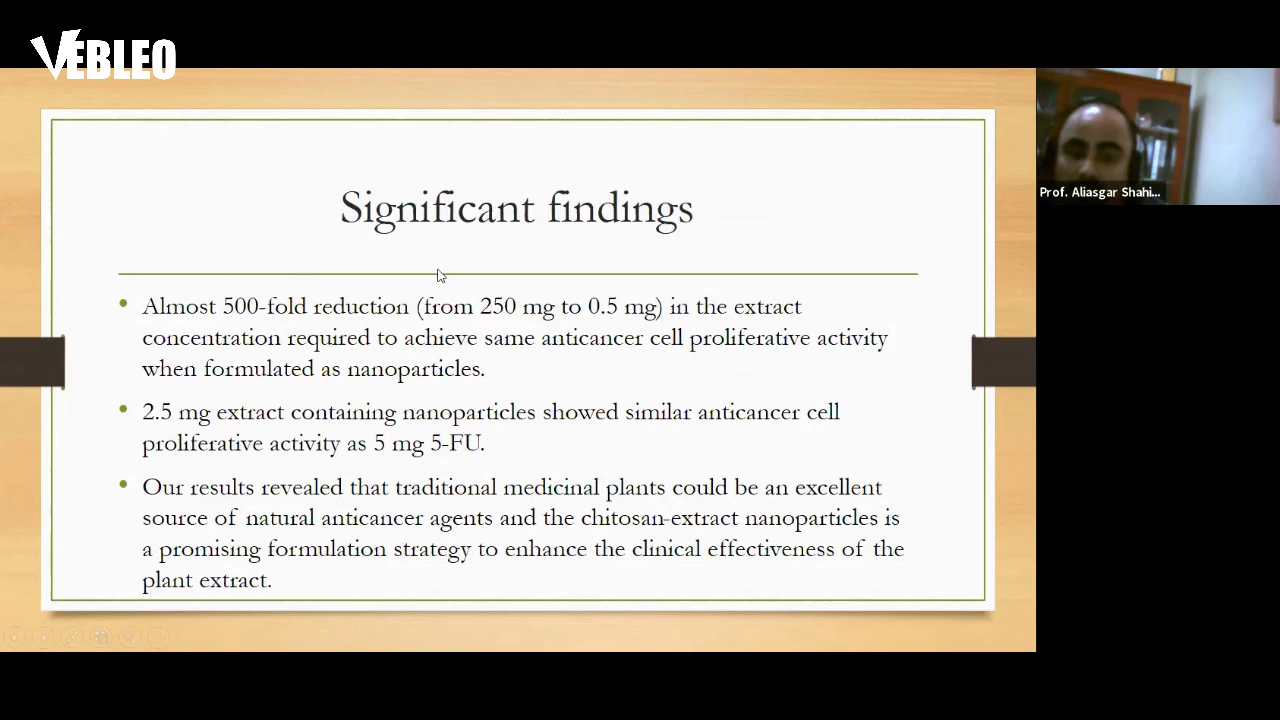 VEBLEO
Prof. Aliasgar Shahi...
Significant findings
• Almost 500-fold reduction (from 250 mg to 0.5 mg) in the extract
concentration required to achieve same anticancer cell proliferative activity
when formulated as nanoparticles.
• 2.5 mg extract containing nanoparticles showed similar anticancer cell
proliferative activity as 5 mg 5-FU.
• Our results revealed that traditional medicinal plants could be an excellent
source of natural anticancer agents and the chitosan-extract nanoparticles is
a promising formulation strategy to enhance the clinical effectiveness of the
plant extract.